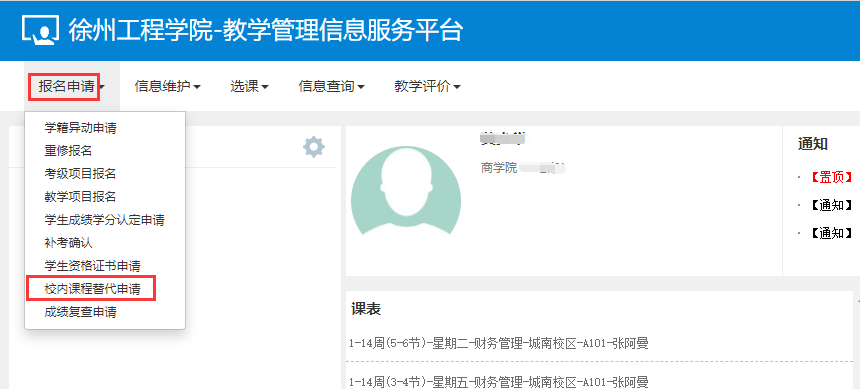 徐州工程学院-教学管理信息服务平台
报名申请 信息维护 选课 信息查询 教学评价
学籍异动申请
重修报名
考级项目报名
教学项目报名
学生成绩学分认定申请
补考确认
学生资格证书申请
校内课程替代申请
成绩复查申请
商学院
通知
【置顶】
【通知】
【通知】
课表
1-14周(5-6节)-星期二-财务管理-城南校区-A101-张阿曼
1-14周(3-4节)-星期五-财务管理-城南校区-A101-张阿曼